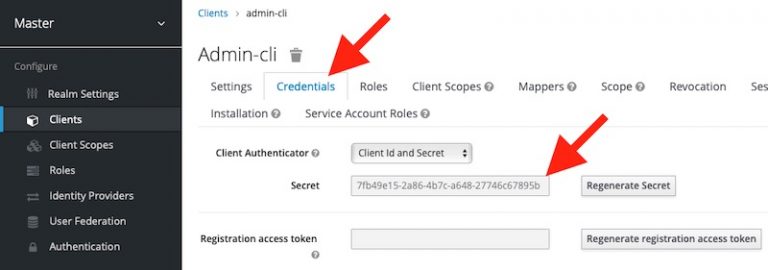 Master
Configure
Realm Settings
Clients
Client Scopes
Roles
Identity Providers
User Federation
Authentication
Clients > admin-cli
Admin-cli
Settings Credentials Roles Client Scopes Mappers Scope Revocation Ses
Installation Service Account Roles
Client Authenticator Client Id and Secret
Secret 7fb49e15-2a86-4b7c-a648-27746c67895b Regenerate Secret
Registration access token Regenerate registration access token